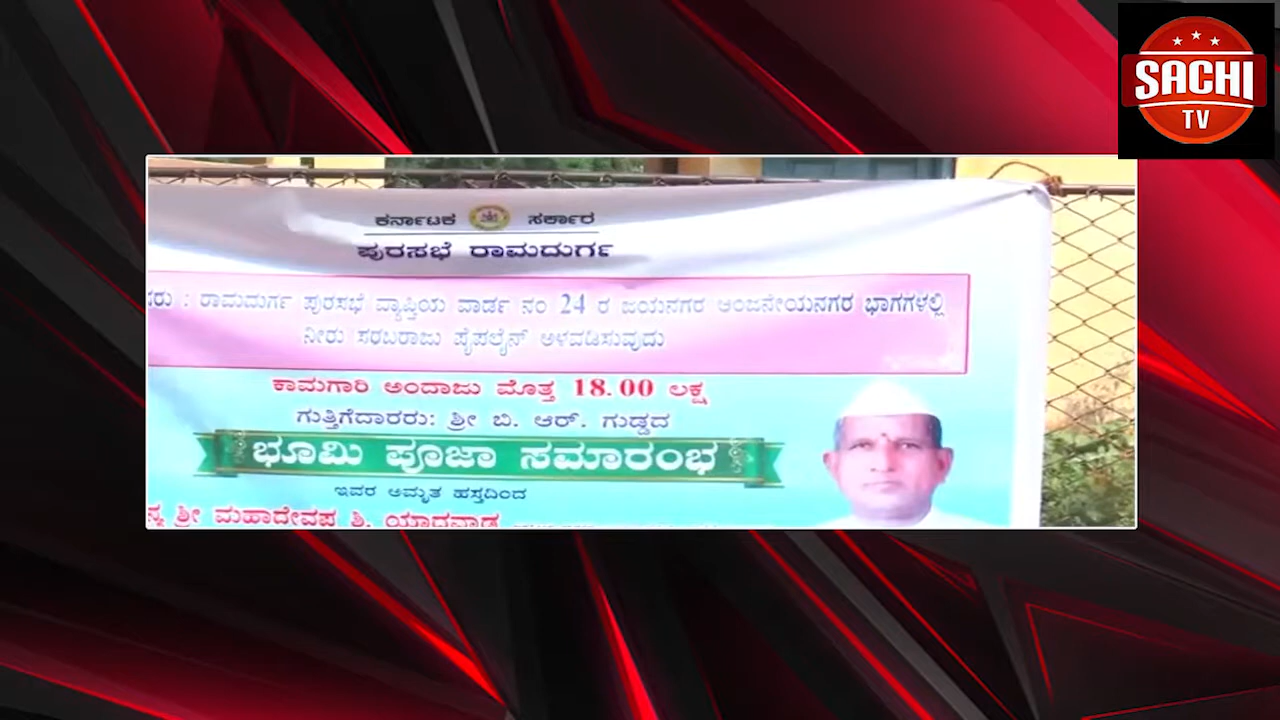 SACHI
TV
ಕರ್ನಾಟಕ ಸರ್ಕಾರ
ಪುರಸಭೆ ರಾಮದುರ್ಗ
ರು : ರಾಮದುರ್ಗ ಪುರಸಭೆ ವ್ಯಾಪ್ತಿಯ ವಾರ್ಡ ನಂ 24 ರ ಜಯನಗರ ಆಂಜನೇಯನಗರ ಭಾಗಗಳಲ್ಲಿ
ನೀರು ಸರಬರಾಜು ಪೈಪಲೈನ್ ಅಳವಡಿಸುವುದು
ಕಾಮಗಾರಿ ಅಂದಾಜು ಮೊತ್ತ 18.00 ಲಕ್ಷ
ಗುತ್ತಿಗೆದಾರರು: ಶ್ರೀ ಬಿ. ಆರ್. ಗುಡ್ಡದ
ಭೂಮಿ ಪೂಜಾ ಸಮಾರಂಭ
ಇವರ ಅಮೃತ ಹಸ್ತದಿಂದ
ಶ್ರೀ ಮಹಾದೇವಪ ಶಿ. ಯಾದವಾಡ